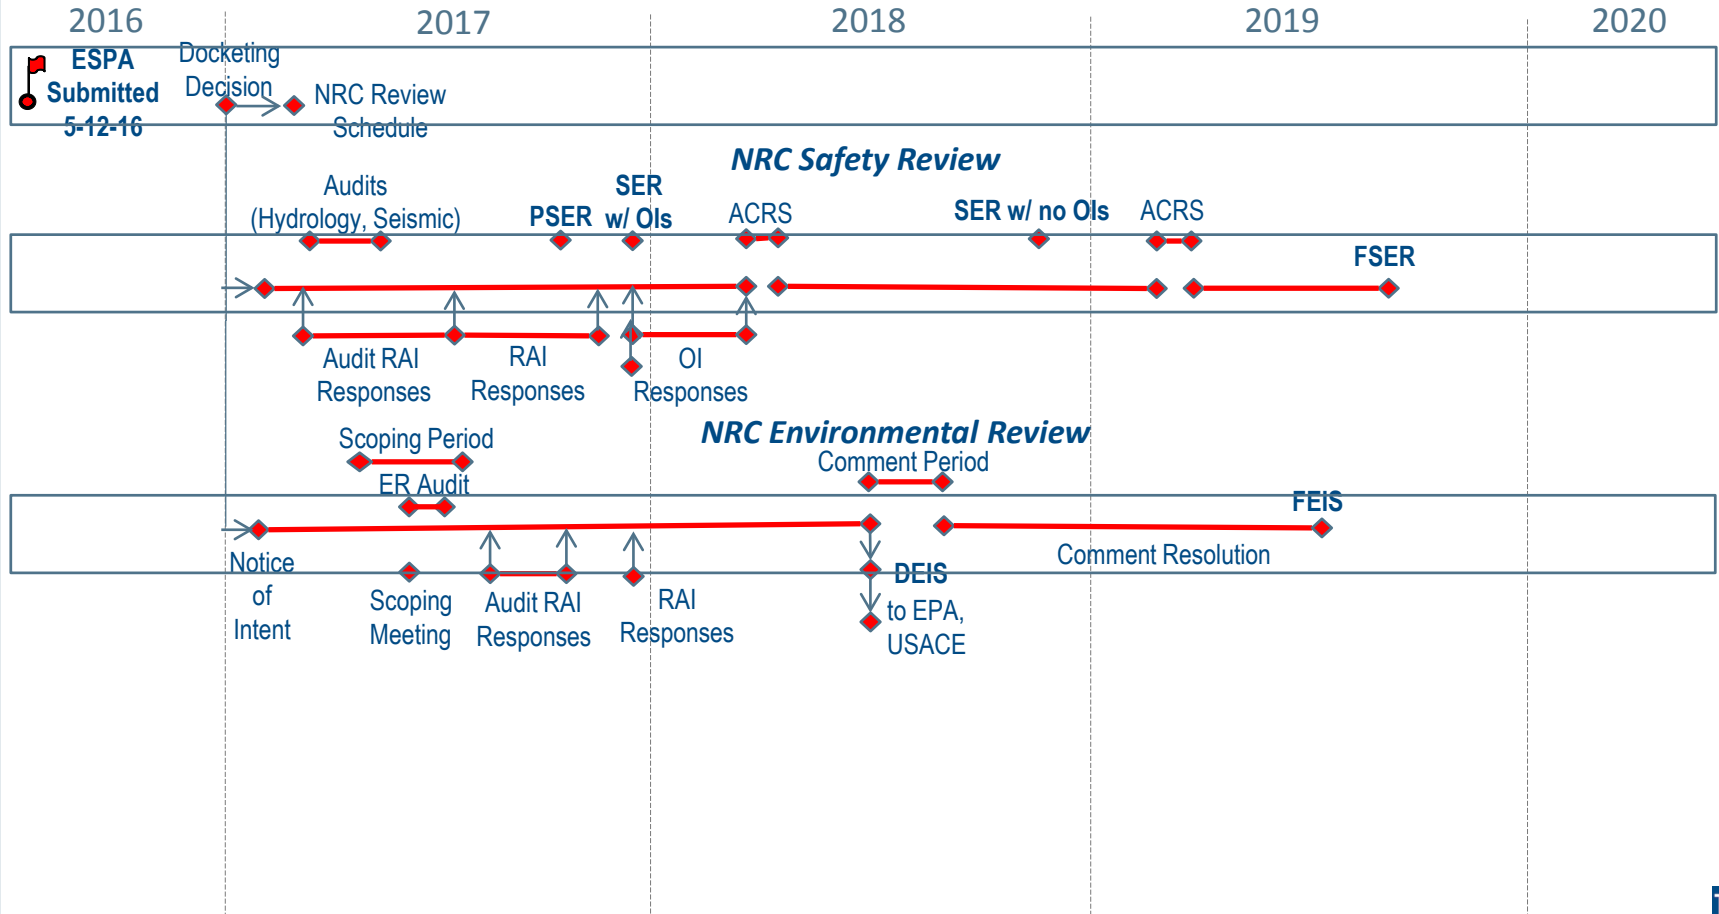 2016 2017 2018 2019 2020
ESPA
Submitted
5-12-16
Docketing
Decision
NRC Review
Schedule
NRC Safety Review
Audits
(Hydrology, Seismic)
PSER
SER
w/ OIs
ACRS
SER w/ no OIs
ACRS
FSER
Audit RAI
Responses
RAI
Responses
OI
Responses
NRC Environmental Review
Scoping Period
ER Audit
Comment Period
FEIS
Notice
of
Intent
Scoping
Meeting
Audit RAI
Responses
RAI
Responses
DEIS
to EPA,
USACE
Comment Resolution